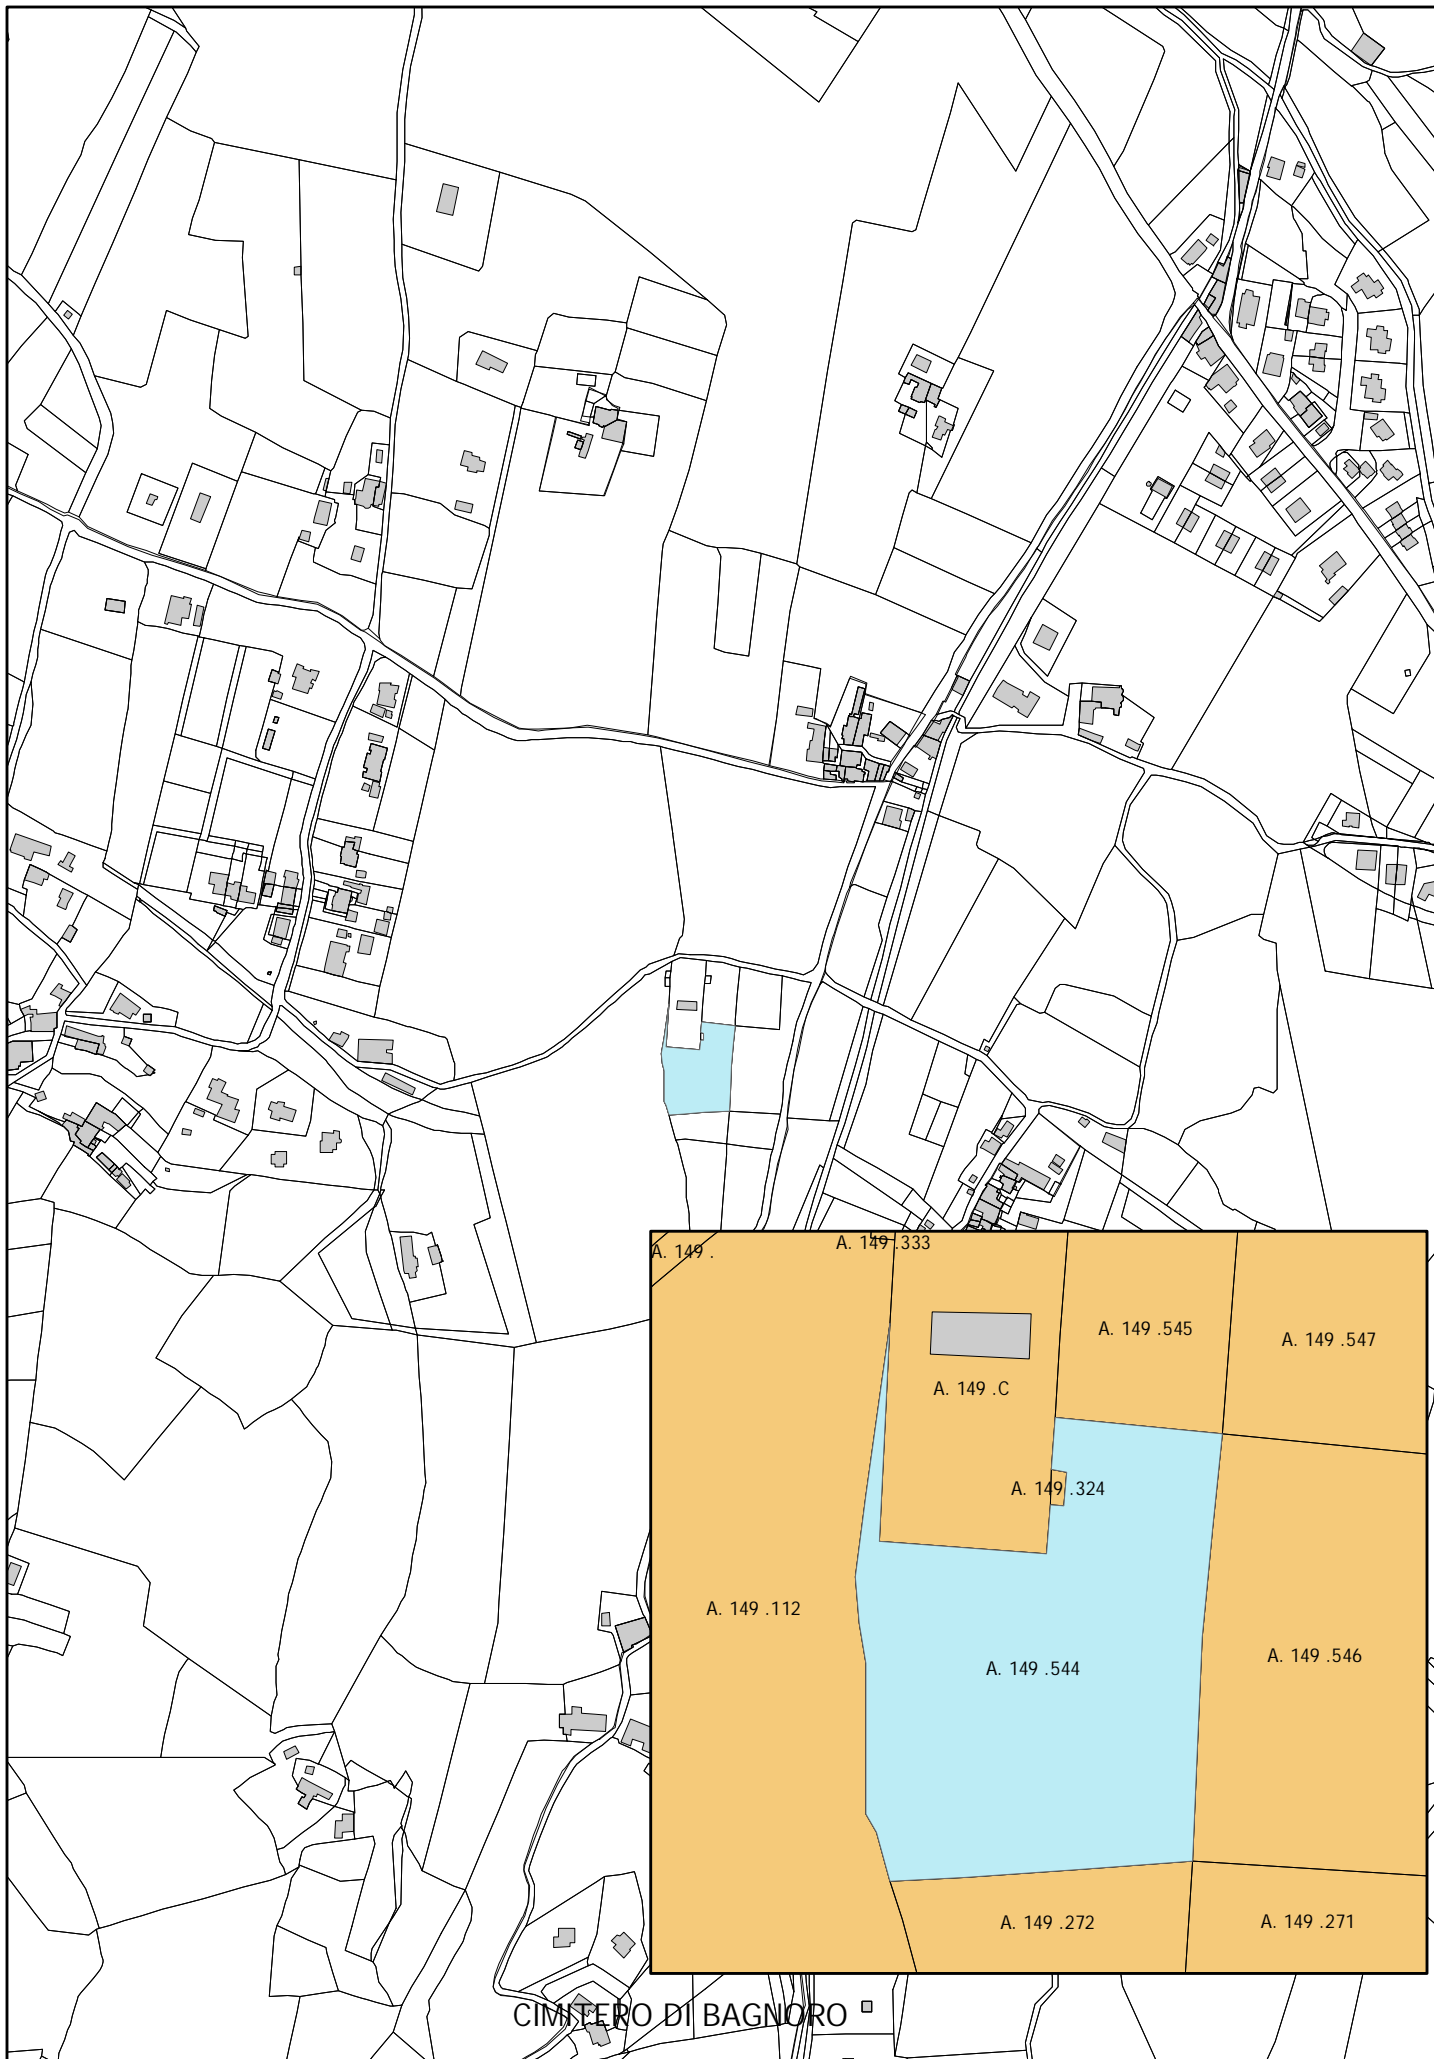 A. 149 .
A. 149 .333
A. 149 .545
A. 149 .547
A. 149 .C
A. 149 .324
A. 149 .112
A. 149 .544
A. 149 .546
A. 149 .272
A. 149 .271
CIMITERO DI BAGNORO